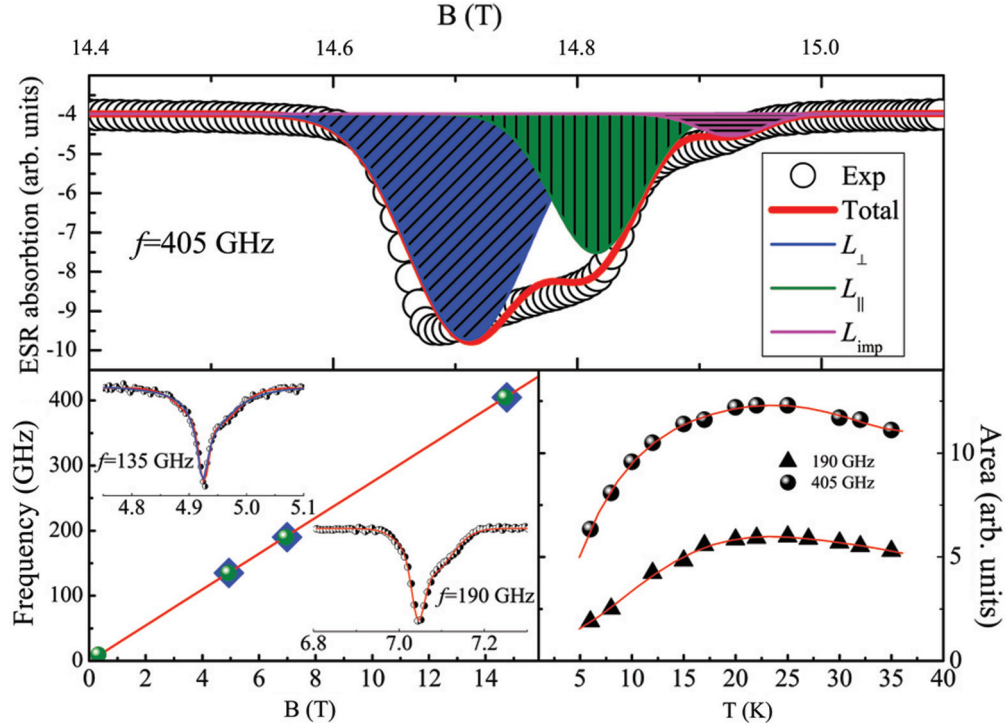 B (T)
14.4 14.6 14.8 15.0
ESR absorbtion (arb. units)
-4
-5
-6
-7
-8
-9
-10
f=405 GHz
Exp
Total
L⊥
L∥
Limp
Frequency (GHz)
400
300
200
100
0
f=135 GHz
4.8 4.9 5.0 5.1
f=190 GHz
6.8 7.0 7.2
0 2 4 6 8 10 12 14
B (T)
190 GHz
405 GHz
10
5
0
Area (arb. units)
5 10 15 20 25 30 35 40
T (K)